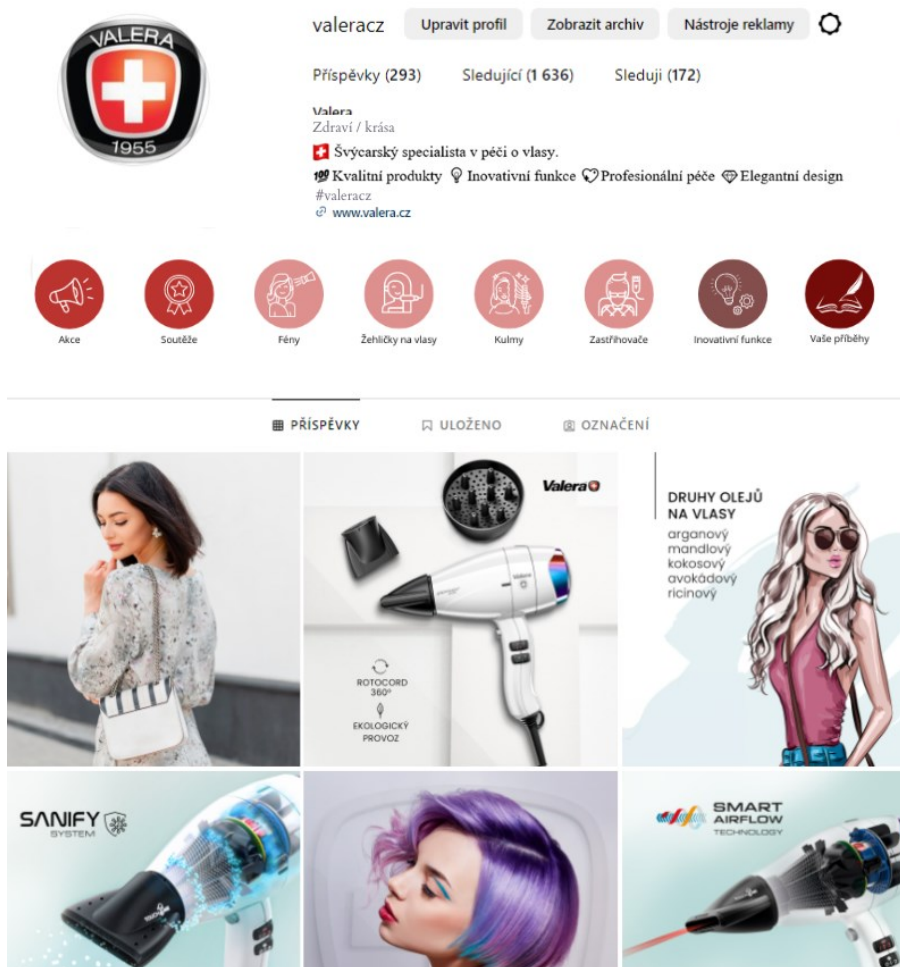 VALERA
1955
valeracz Upravit profil Zobrazit archiv Nástroje reklamy
Příspěvky (293) Sledující (1 636) Sleduji (172)
Valera
Zdraví / krása
🇨🇭 Švýcarský specialista v péči o vlasy.
💯 Kvalitní produkty 💡 Inovativní funkce Profesionální péče 💎 Elegantní design
#valeracz
www.valera.cz
Akce Soutěže Fény Žehličky na vlasy Kulmy Zastřihovače Inovativní funkce Vaše příběhy
PŘÍSPĚVKY ULOŽENO OZNAČENÍ
Valera
ROTOCORD
360°
EKOLOGICKÝ
PROVOZ
DRUHY OLEJŮ
NA VLASY
arganový
mandlový
kokosový
avokádový
ricinový
SANIFY
SYSTEM
SMART
AIRFLOW
TECHNOLOGY